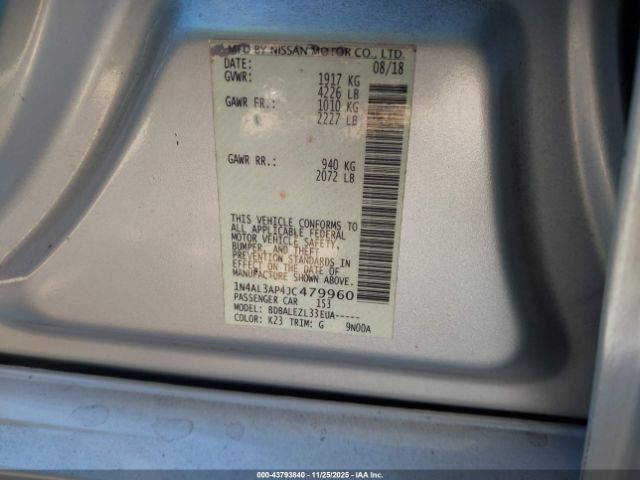 MFD BY NISSAN MOTOR CO., LTD.
DATE: 08/18
GVWR: 1917 KG
4226 LB
GAWR FR.: 1010 KG
2227 LB
GAWR RR.: 940 KG
2072 LB
THIS VEHICLE CONFORMS TO
ALL APPLICABLE FEDERAL
MOTOR VEHICLE SAFETY,
BUMPER, AND THEFT
PREVENTION STANDARDS IN
EFFECT ON THE DATE OF
MANUFACTURE SHOWN ABOVE.
1N4AL3AP4JC479960
PASSENGER CAR 153
MODEL: BDBALEZL33EUA-----
COLOR: K23 TRIM: G 9N00A
000-43793840 - 11/25/2025 - COPYRIGHT © IAA